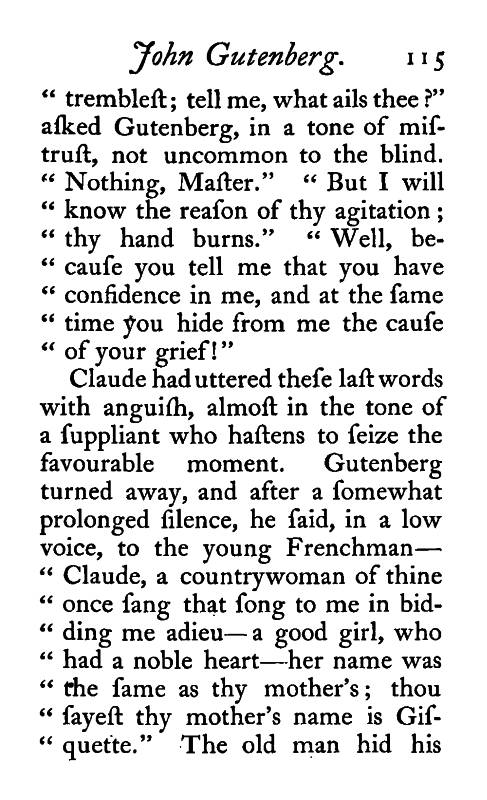 John Gutenberg. 115
“ trembleſt; tell me, what ails thee?”
aſked Gutenberg, in a tone of miſ-
truſt, not uncommon to the blind.
“ Nothing, Maſter.” “ But I will
“ know the reaſon of thy agitation;
“ thy hand burns.” “ Well, be-
“ cauſe you tell me that you have
“ confidence in me, and at the ſame
“ time you hide from me the cauſe
“ of your grief!”
Claude had uttered theſe laſt words
with anguiſh, almoſt in the tone of
a ſuppliant who haſtens to ſeize the
favourable moment. Gutenberg
turned away, and after a ſomewhat
prolonged ſilence, he ſaid, in a low
voice, to the young Frenchman—
“ Claude, a countrywoman of thine
“ once ſang that ſong to me in bid-
“ ding me adieu—a good girl, who
“ had a noble heart—her name was
“ the ſame as thy mother’s; thou
“ ſayeſt thy mother’s name is Giſ-
“ quette.” The old man hid his